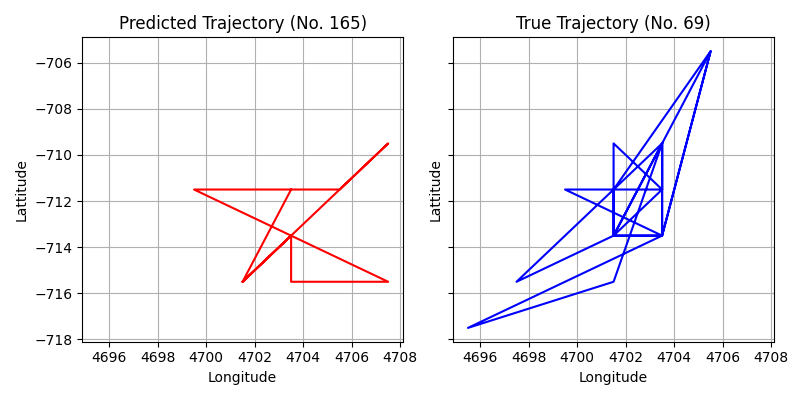 Predicted Trajectory (No. 165)
True Trajectory (No. 69)
Lattitude
−706
−708
−710
−712
−714
−716
−718
4696 4698 4700 4702 4704 4706 4708
Longitude
Lattitude
4696 4698 4700 4702 4704 4706 4708
Longitude